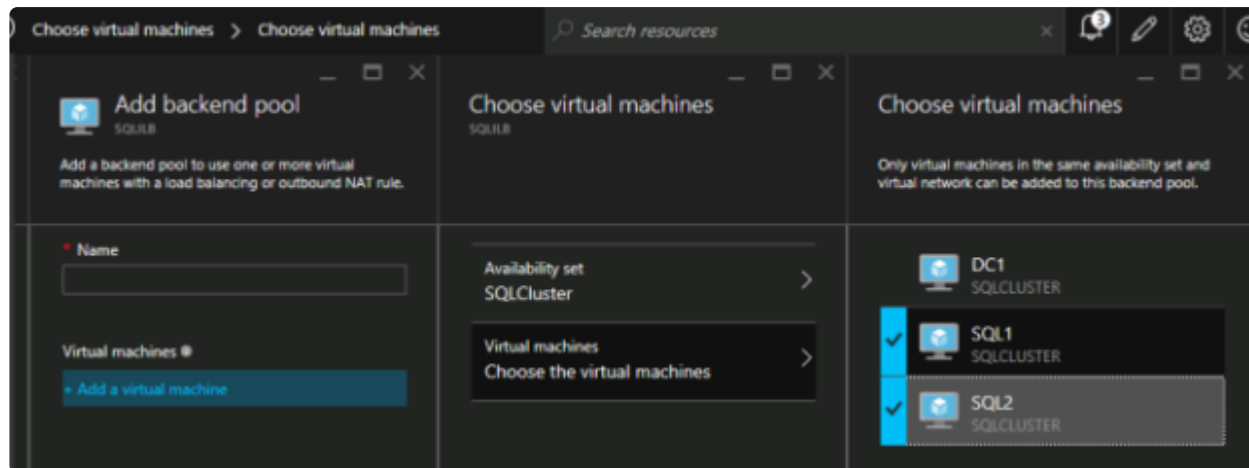 Choose virtual machines > Choose virtual machines
Search resources
3
Add backend pool
SQLILB
Add a backend pool to use one or more virtual
machines with a load balancing or outbound NAT rule.
* Name
Virtual machines
+ Add a virtual machine
Choose virtual machines
SQLILB
Availability set
SQLCluster
Virtual machines
Choose the virtual machines
Choose virtual machines
Only virtual machines in the same availability set and
virtual network can be added to this backend pool.
DC1
SQLCLUSTER
SQL1
SQLCLUSTER
SQL2
SQLCLUSTER